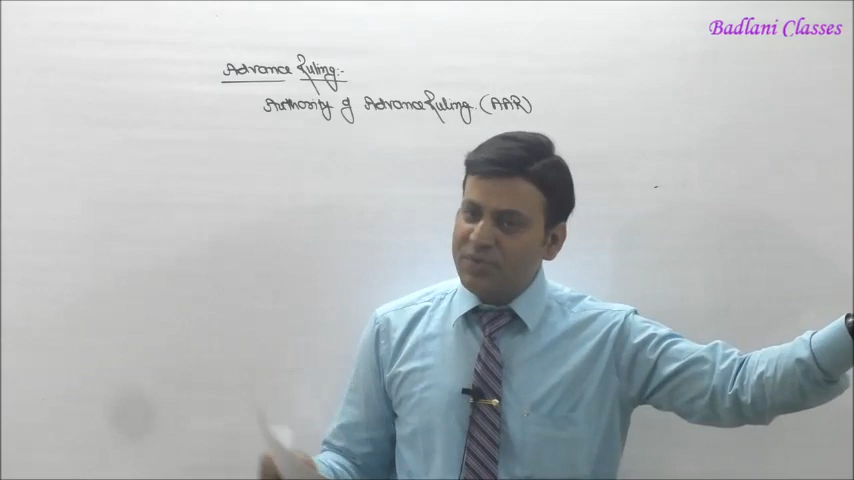 Badlani Classes
Advance Ruling:-
Authority of Advance Ruling. (AAR)